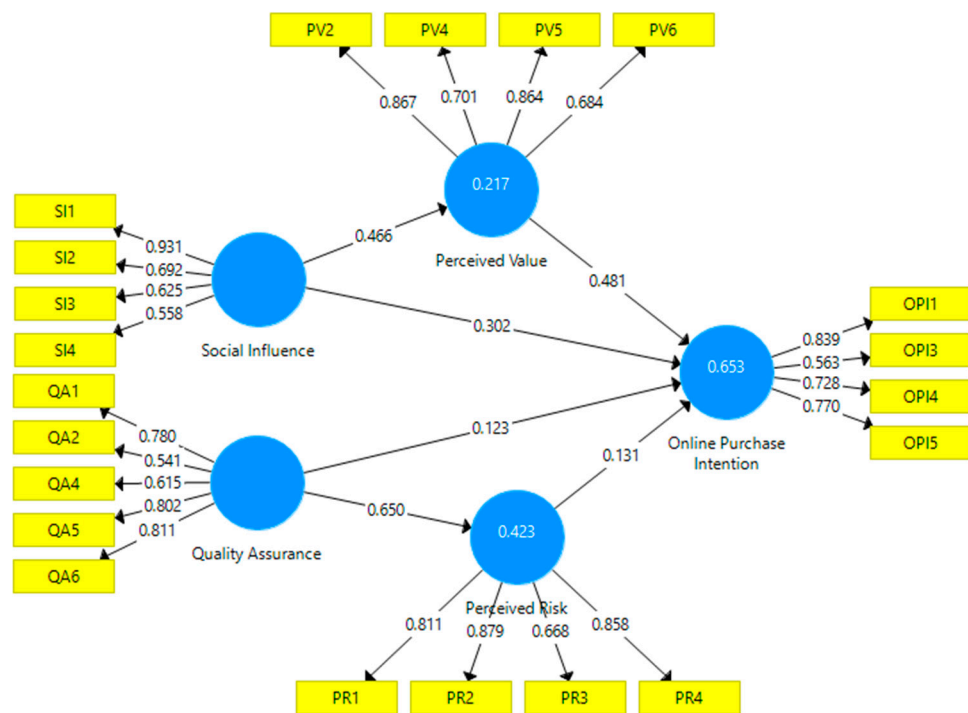 PV2 PV4 PV5 PV6
0.867 0.701 0.864 0.684
0.217
Perceived Value
SI1
SI2
SI3
SI4
0.931
0.692
0.625
0.558
Social Influence
0.466
0.481
0.302
QA1
QA2
QA4
QA5
QA6
0.780
0.541
0.615
0.802
0.811
Quality Assurance
0.123
0.650
0.131
0.653
Online Purchase
Intention
0.839
0.563
0.728
0.770
OPI1
OPI3
OPI4
OPI5
0.423
Perceived Risk
0.811 0.879 0.668 0.858
PR1 PR2 PR3 PR4